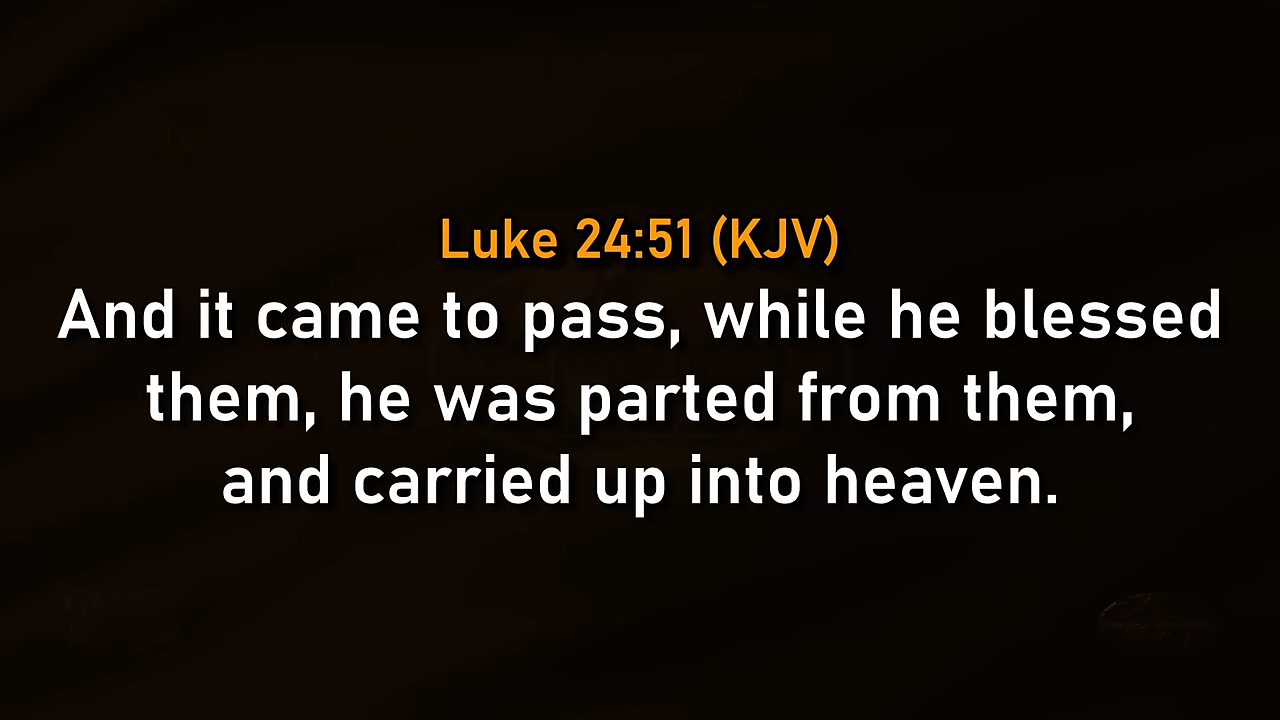 Luke 24:51 (KJV)
And it came to pass, while he blessed
them, he was parted from them,
and carried up into heaven.